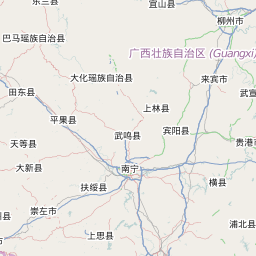 东兰县
宜山县
柳州市
巴马瑶族自治县
广西壮族自治区 (Guangxi)
大化瑶族自治县
来宾市
田东县
上林县
武宣
平果县
武鸣县
宾阳县
天等县
贵港市
大新县
南宁
横县
扶绥县
崇左市
浦北县
上思县